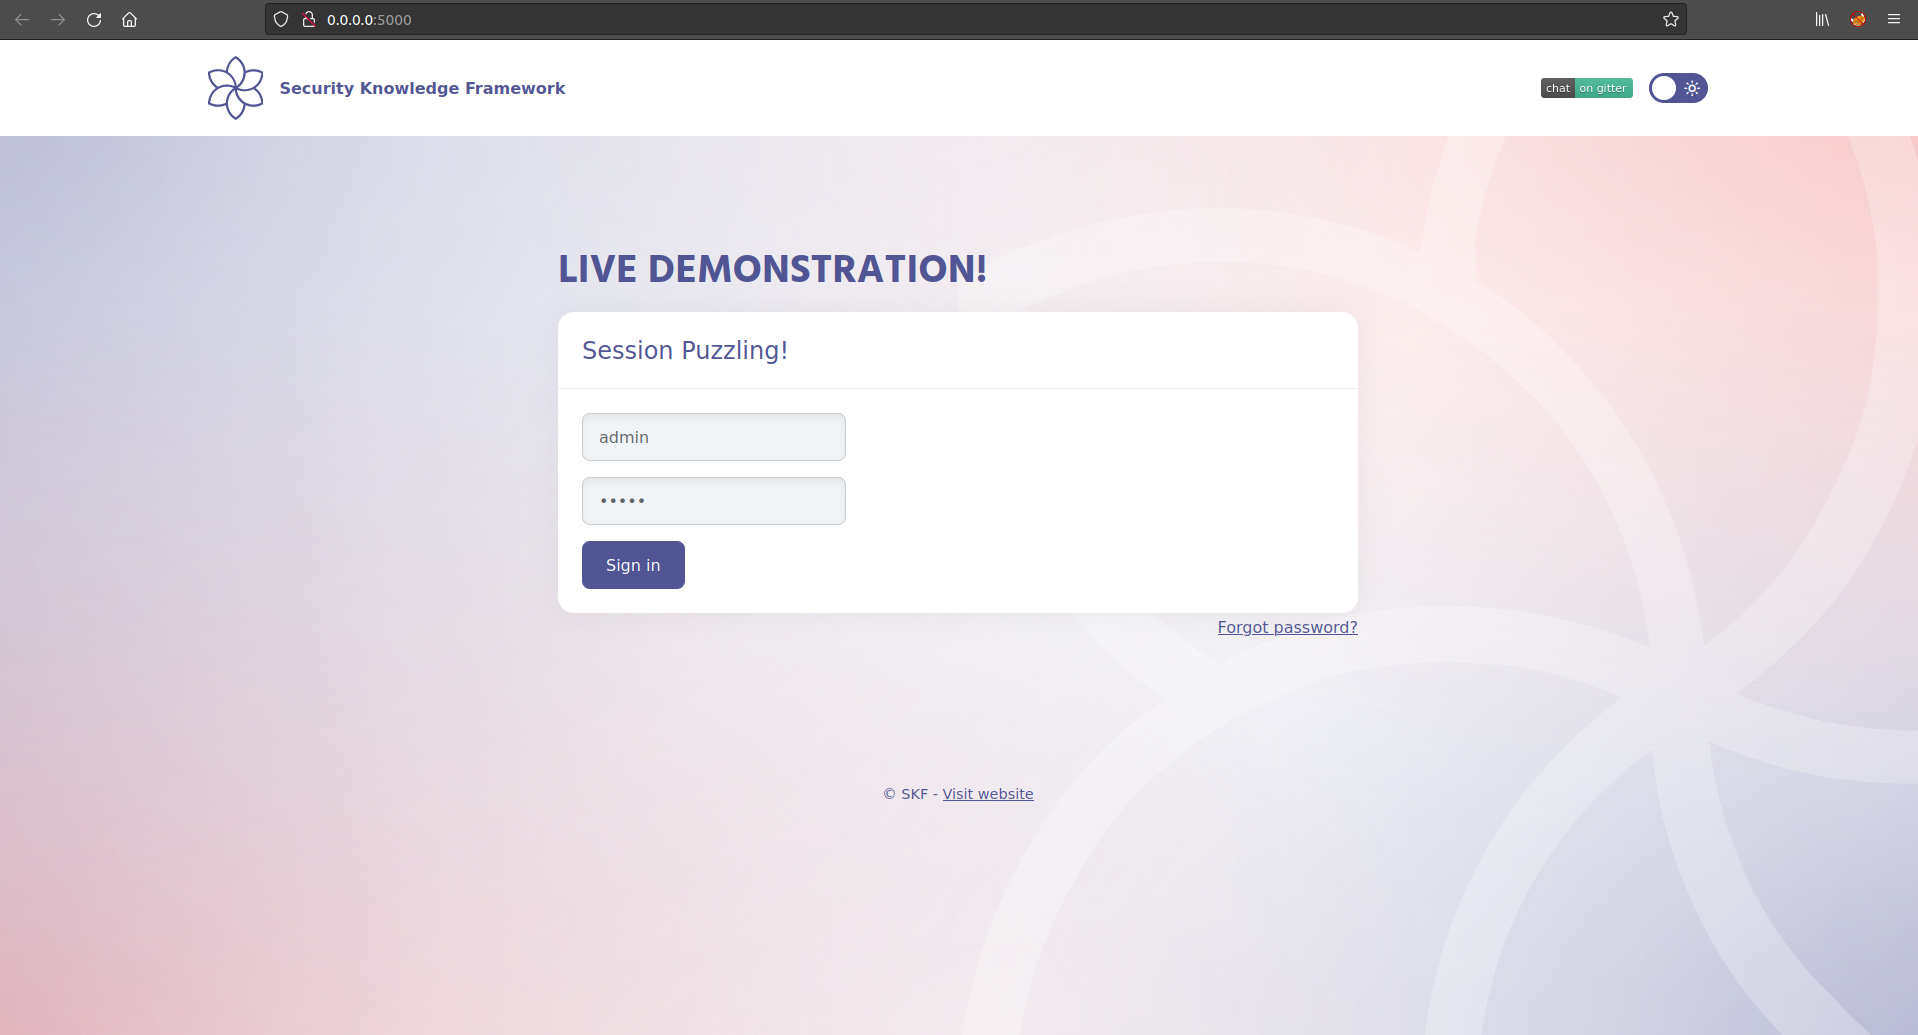 0.0.0.0:5000
Security Knowledge Framework
chat on gitter
LIVE DEMONSTRATION!
Session Puzzling!
admin
•••••
Sign in
Forgot password?
© SKF - Visit website